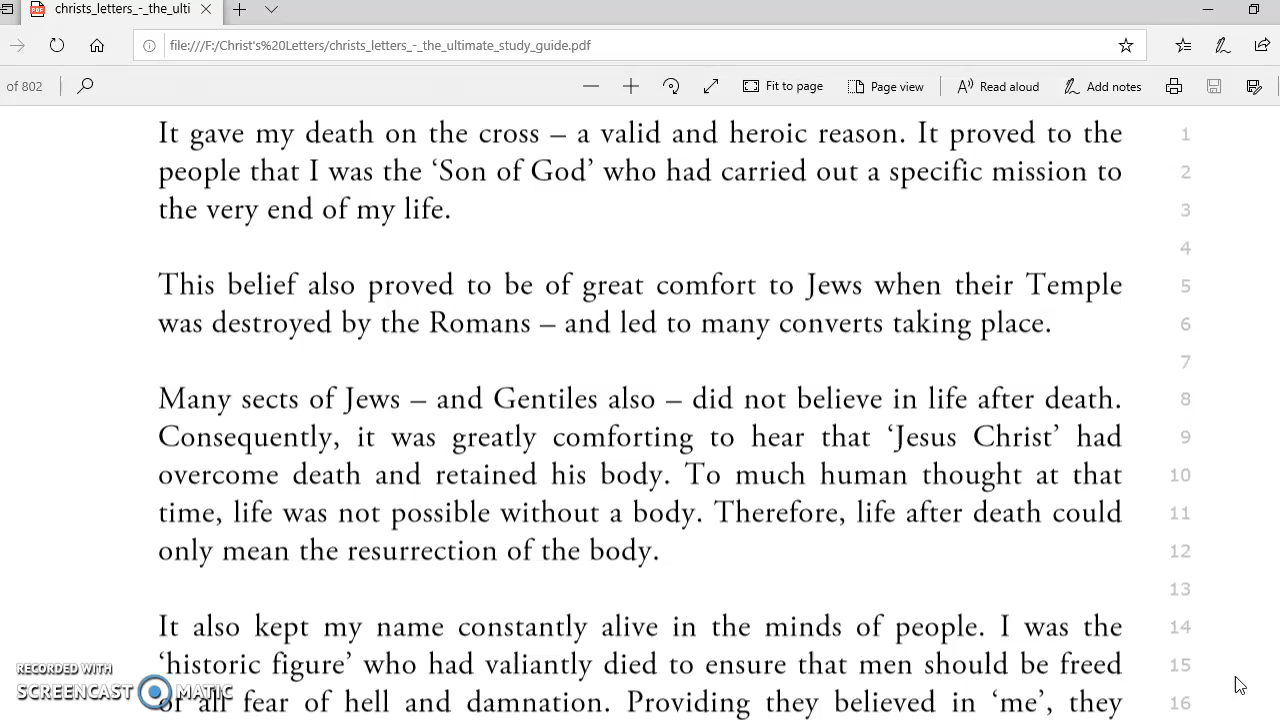 christs_letters_-_the_ulti
file:///F:/Christ's%20Letters/christs_letters_-_the_ultimate_study_guide.pdf
of 802
Fit to page
Page view
Read aloud
Add notes
It gave my death on the cross – a valid and heroic reason. It proved to the 1
people that I was the ‘Son of God’ who had carried out a specific mission to 2
the very end of my life. 3
4
This belief also proved to be of great comfort to Jews when their Temple 5
was destroyed by the Romans – and led to many converts taking place. 6
7
Many sects of Jews – and Gentiles also – did not believe in life after death. 8
Consequently, it was greatly comforting to hear that ‘Jesus Christ’ had 9
overcome death and retained his body. To much human thought at that 10
time, life was not possible without a body. Therefore, life after death could 11
only mean the resurrection of the body. 12
13
It also kept my name constantly alive in the minds of people. I was the 14
‘historic figure’ who had valiantly died to ensure that men should be freed 15
of all fear of hell and damnation. Providing they believed in ‘me’, they 16
RECORDED WITH
SCREENCAST MATIC